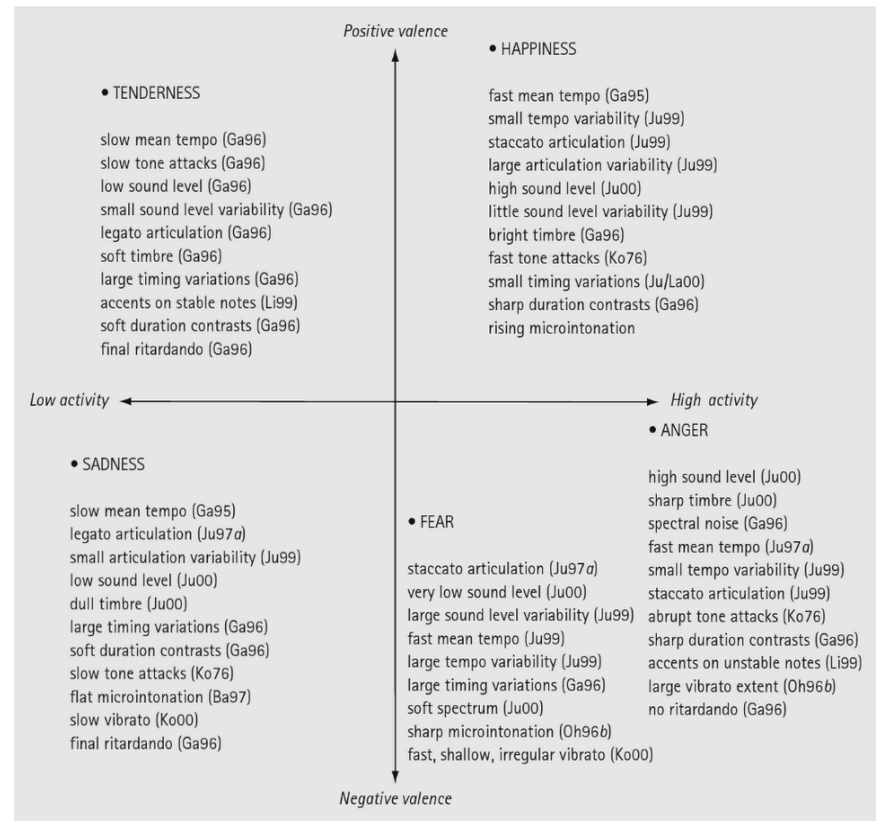 Positive valence
• TENDERNESS
slow mean tempo (Ga96)
slow tone attacks (Ga96)
low sound level (Ga96)
small sound level variability (Ga96)
legato articulation (Ga96)
soft timbre (Ga96)
large timing variations (Ga96)
accents on stable notes (Li99)
soft duration contrasts (Ga96)
final ritardando (Ga96)
• HAPPINESS
fast mean tempo (Ga95)
small tempo variability (Ju99)
staccato articulation (Ju99)
large articulation variability (Ju99)
high sound level (Ju00)
little sound level variability (Ju99)
bright timbre (Ga96)
fast tone attacks (Ko76)
small timing variations (Ju/La00)
sharp duration contrasts (Ga96)
rising microintonation
Low activity
High activity
• SADNESS
slow mean tempo (Ga95)
legato articulation (Ju97a)
small articulation variability (Ju99)
low sound level (Ju00)
dull timbre (Ju00)
large timing variations (Ga96)
soft duration contrasts (Ga96)
slow tone attacks (Ko76)
flat microintonation (Ba97)
slow vibrato (Ko00)
final ritardando (Ga96)
• FEAR
staccato articulation (Ju97a)
very low sound level (Ju00)
large sound level variability (Ju99)
fast mean tempo (Ju99)
large tempo variability (Ju99)
large timing variations (Ga96)
soft spectrum (Ju00)
sharp microintonation (Oh96b)
fast, shallow, irregular vibrato (Ko00)
• ANGER
high sound level (Ju00)
sharp timbre (Ju00)
spectral noise (Ga96)
fast mean tempo (Ju97a)
small tempo variability (Ju99)
staccato articulation (Ju99)
abrupt tone attacks (Ko76)
sharp duration contrasts (Ga96)
accents on unstable notes (Li99)
large vibrato extent (Oh96b)
no ritardando (Ga96)
Negative valence